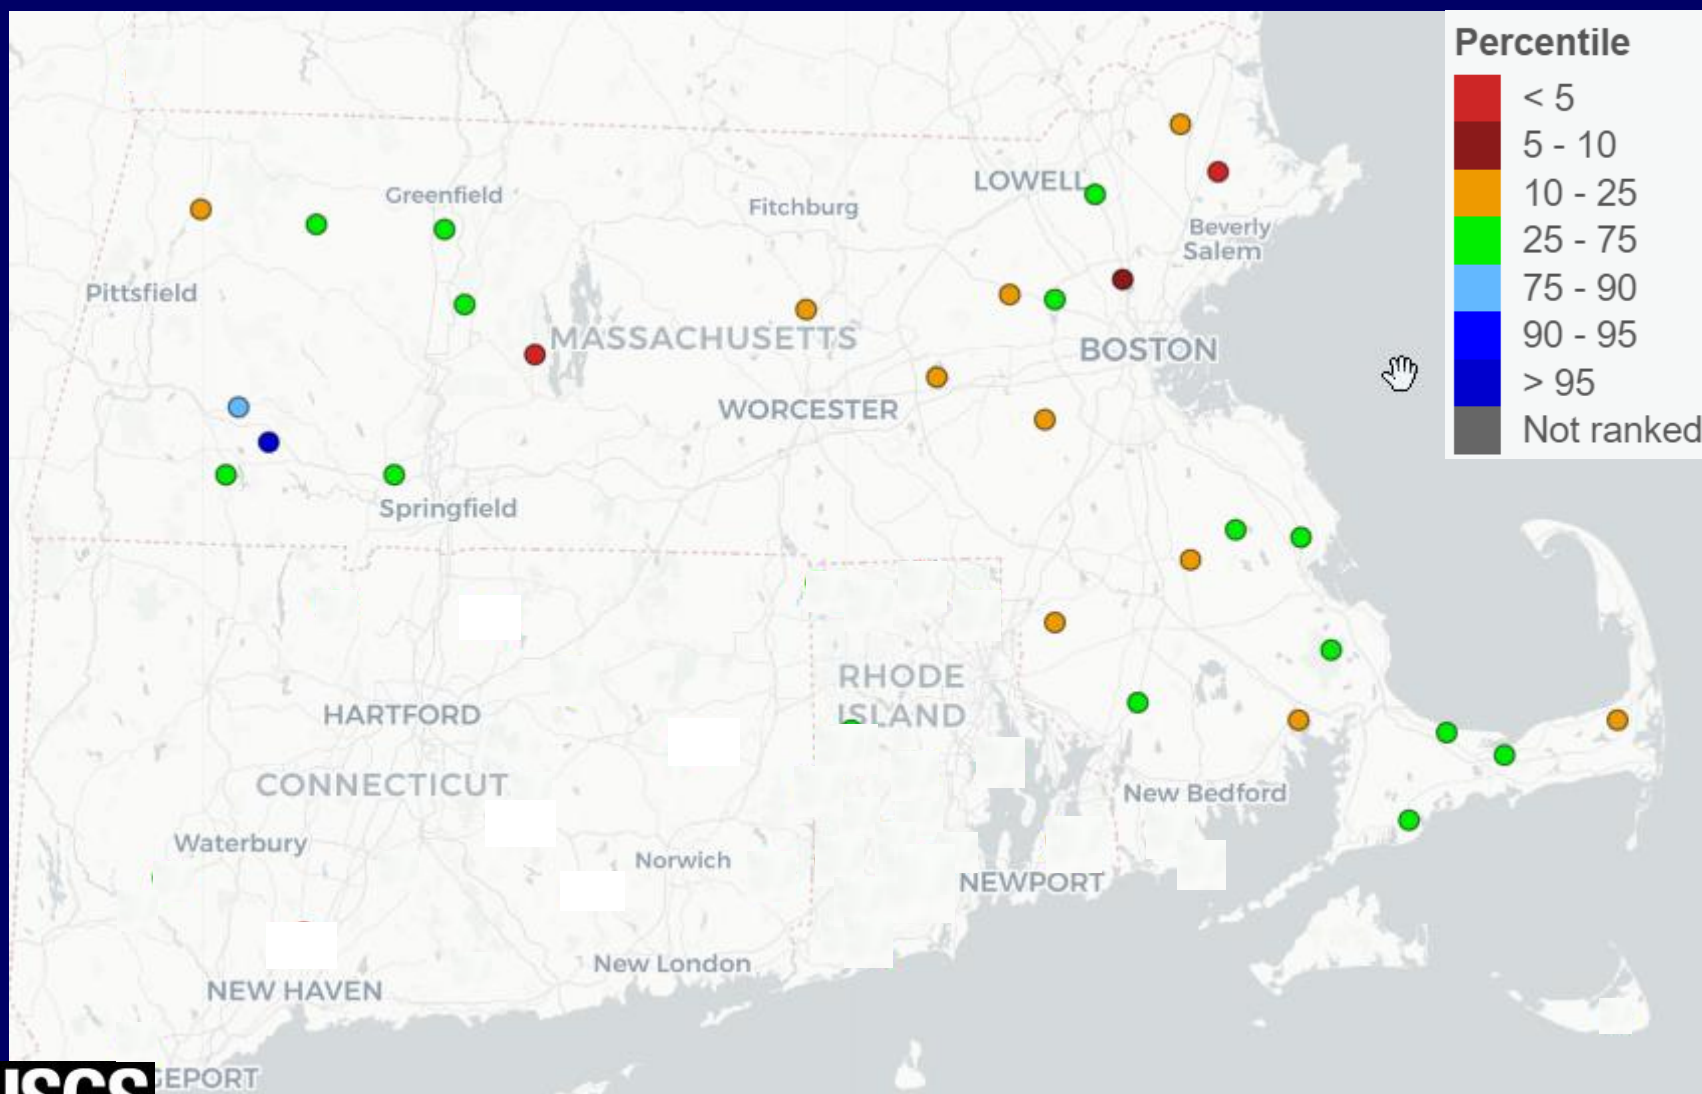 Percentile
< 5
5 - 10
10 - 25
25 - 75
75 - 90
90 - 95
> 95
Not ranked
LOWELL
Greenfield
Fitchburg
Beverly
Salem
Pittsfield
MASSACHUSETTS
BOSTON
WORCESTER
Springfield
RHODE
ISLAND
HARTFORD
CONNECTICUT
New Bedford
Waterbury
Norwich
NEWPORT
New London
NEW HAVEN
GEPORT
USGS